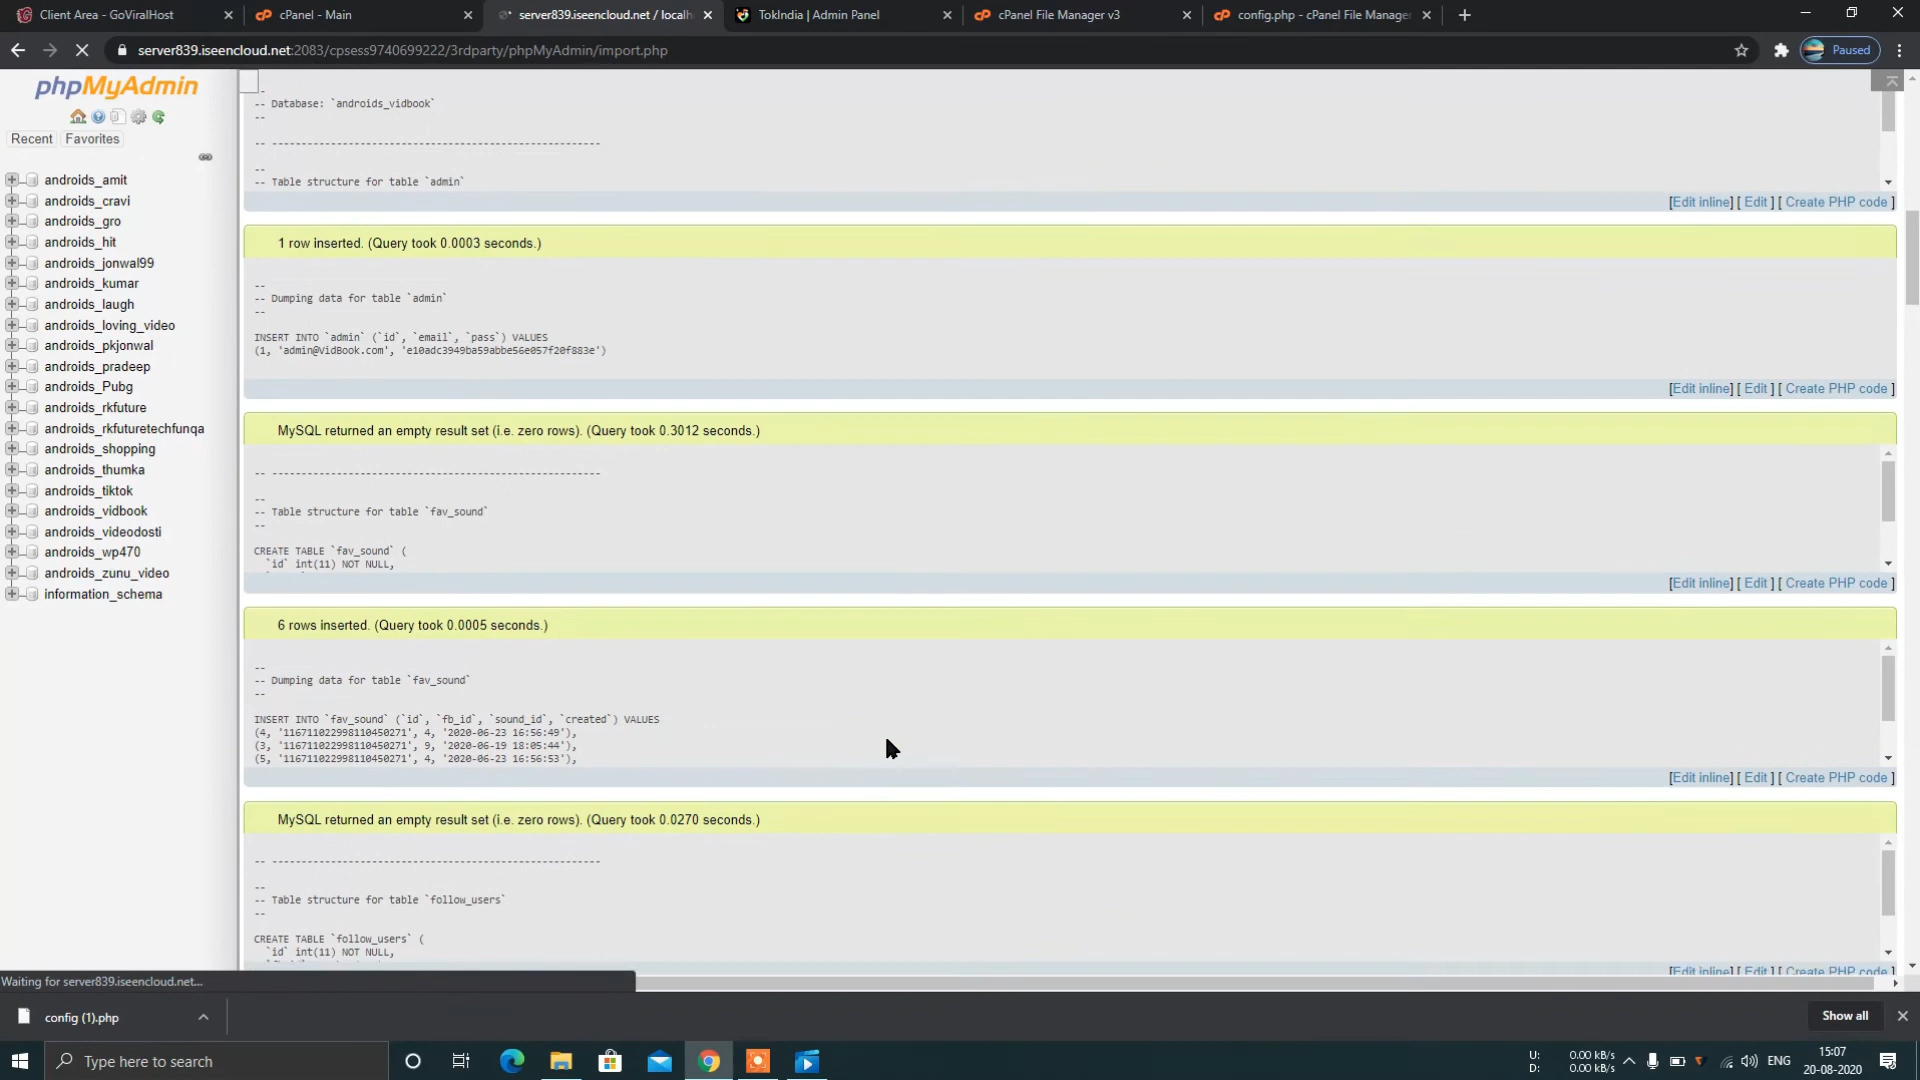 Client Area - GoViralHost
cPanel - Main
server839.iseencloud.net / localh
TokIndia | Admin Panel
cPanel File Manager v3
config.php - cPanel File Manager
server839.iseencloud.net:2083/cpsess9740699222/3rdparty/phpMyAdmin/import.php
Paused
phpMyAdmin
Recent
Favorites
androids_amit
androids_cravi
androids_gro
androids_hit
androids_jonwal99
androids_kumar
androids_laugh
androids_loving_video
androids_pkjonwal
androids_pradeep
androids_Pubg
androids_rkfuture
androids_rkfuturetechfunqa
androids_shopping
androids_thumka
androids_tiktok
androids_vidbook
androids_videodosti
androids_wp470
androids_zunu_video
information_schema
--
-- Database: `androids_vidbook`
--
-- --------------------------------------------------------
--
-- Table structure for table `admin`
[Edit inline] [ Edit ] [ Create PHP code ]
1 row inserted. (Query took 0.0003 seconds.)
--
-- Dumping data for table `admin`
--
INSERT INTO `admin` (`id`, `email`, `pass`) VALUES
(1, 'admin@VidBook.com', 'e10adc3949ba59abbe56e057f20f883e')
[Edit inline] [ Edit ] [ Create PHP code ]
MySQL returned an empty result set (i.e. zero rows). (Query took 0.3012 seconds.)
-- --------------------------------------------------------
--
-- Table structure for table `fav_sound`
--
CREATE TABLE `fav_sound` (
`id` int(11) NOT NULL,
[Edit inline] [ Edit ] [ Create PHP code ]
6 rows inserted. (Query took 0.0005 seconds.)
--
-- Dumping data for table `fav_sound`
--
INSERT INTO `fav_sound` (`id`, `fb_id`, `sound_id`, `created`) VALUES
(4, '116711022998110450271', 4, '2020-06-23 16:56:49'),
(3, '116711022998110450271', 9, '2020-06-19 18:05:44'),
(5, '116711022998110450271', 4, '2020-06-23 16:56:53'),
[Edit inline] [ Edit ] [ Create PHP code ]
MySQL returned an empty result set (i.e. zero rows). (Query took 0.0270 seconds.)
-- --------------------------------------------------------
--
-- Table structure for table `follow_users`
--
CREATE TABLE `follow_users` (
`id` int(11) NOT NULL,
[Edit inline] [ Edit ] [ Create PHP code ]
Waiting for server839.iseencloud.net...
config (1).php
Show all
Type here to search
U: 0.00 kB/s
D: 0.00 kB/s
ENG
15:07
20-08-2020